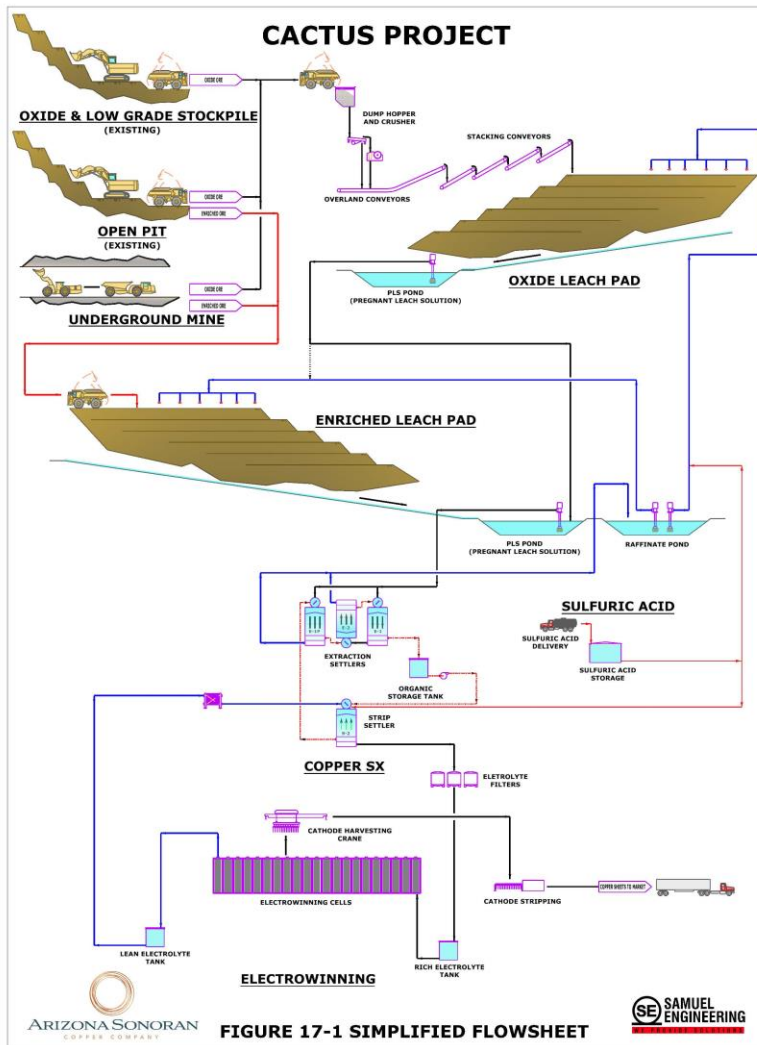 CACTUS PROJECT
OXIDE ORE
OXIDE & LOW GRADE STOCKPILE
(EXISTING)
DUMP HOPPER
AND CRUSHER
STACKING CONVEYORS
OVERLAND CONVEYORS
OXIDE ORE
ENRICHED ORE
OPEN PIT
(EXISTING)
OXIDE ORE
ENRICHED ORE
UNDERGROUND MINE
PLS POND
(PREGNANT LEACH SOLUTION)
OXIDE LEACH PAD
ENRICHED LEACH PAD
PLS POND
(PREGNANT LEACH SOLUTION)
RAFFINATE POND
EXTRACTION
SETTLERS
ORGANIC
STORAGE TANK
SULFURIC ACID
SULFURIC ACID
DELIVERY
SULFURIC ACID
STORAGE
STRIP
SETTLER
COPPER SX
ELETROLYTE
FILTERS
CATHODE HARVESTING
CRANE
ELECTROWINNING CELLS
CATHODE STRIPPING
COPPER SHEETS TO MARKET
LEAN ELECTROLYTE
TANK
RICH ELECTROLYTE
TANK
ELECTROWINNING
ARIZONA SONORAN
COPPER COMPANY
FIGURE 17-1 SIMPLIFIED FLOWSHEET
SE SAMUEL
ENGINEERING
WE PROVIDE SOLUTIONS